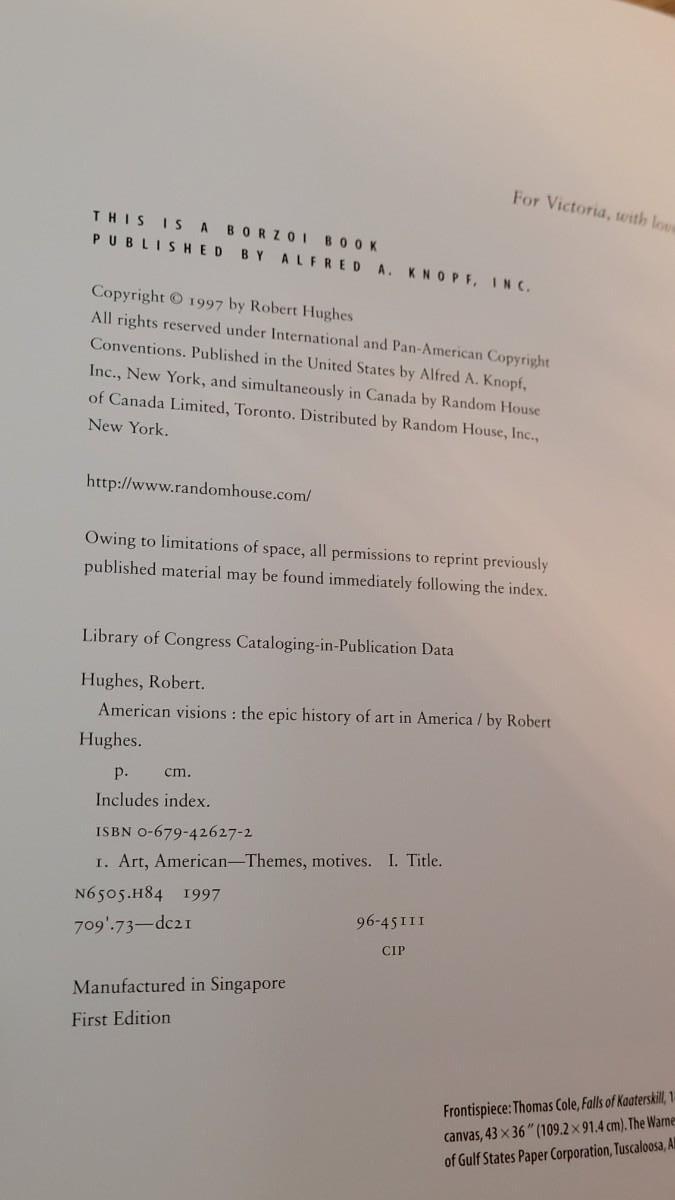 For Victoria, with
THIS IS A BORZOI BOOK
PUBLISHED BY ALFRED A. KNOPF, INC.
Copyright © 1997 by Robert Hughes
All rights reserved under International and Pan-American Copyright
Conventions. Published in the United States by Alfred A. Knopf,
Inc., New York, and simultaneously in Canada by Random House
of Canada Limited, Toronto. Distributed by Random House, Inc.,
New York.
http://www.randomhouse.com/
Owing to limitations of space, all permissions to reprint previously
published material may be found immediately following the index.
Library of Congress Cataloging-in-Publication Data
Hughes, Robert.
American visions : the epic history of art in America / by Robert
Hughes.
p. cm.
Includes index.
ISBN 0-679-42627-2
1. Art, American—Themes, motives. I. Title.
N6505.H84 1997
709'.73—dc21 96-45111
CIP
Manufactured in Singapore
First Edition
Frontispiece: Thomas Cole, Falls of Kaaterskill,
canvas, 43 × 36" (109.2 × 91.4 cm). The
of Gulf States Paper Corporation, Tuscaloosa,